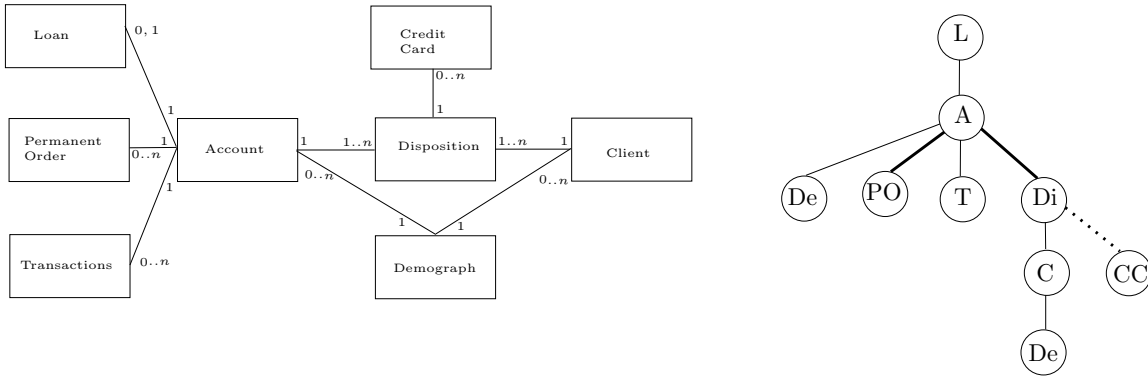 Loan
0, 1
1
Permanent
Order
0..n
1
Transactions
0..n
1
Account
1
1..n
0..n
Credit
Card
0..n
1
Disposition
1..n
1
Client
0..n
1
1
Demograph
L
A
De
PO
T
Di
C
CC
De